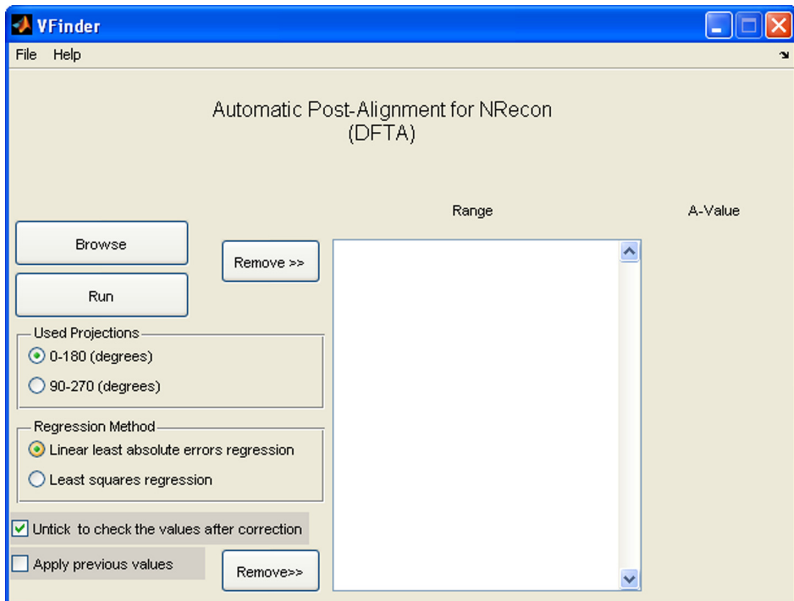 VFinder
File Help
Automatic Post-Alignment for NRecon
(DFTA)
Range A-Value
Browse
Remove >>
Run
Used Projections
0-180 (degrees)
90-270 (degrees)
Regression Method
Linear least absolute errors regression
Least squares regression
Untick to check the values after correction
Apply previous values
Remove>>